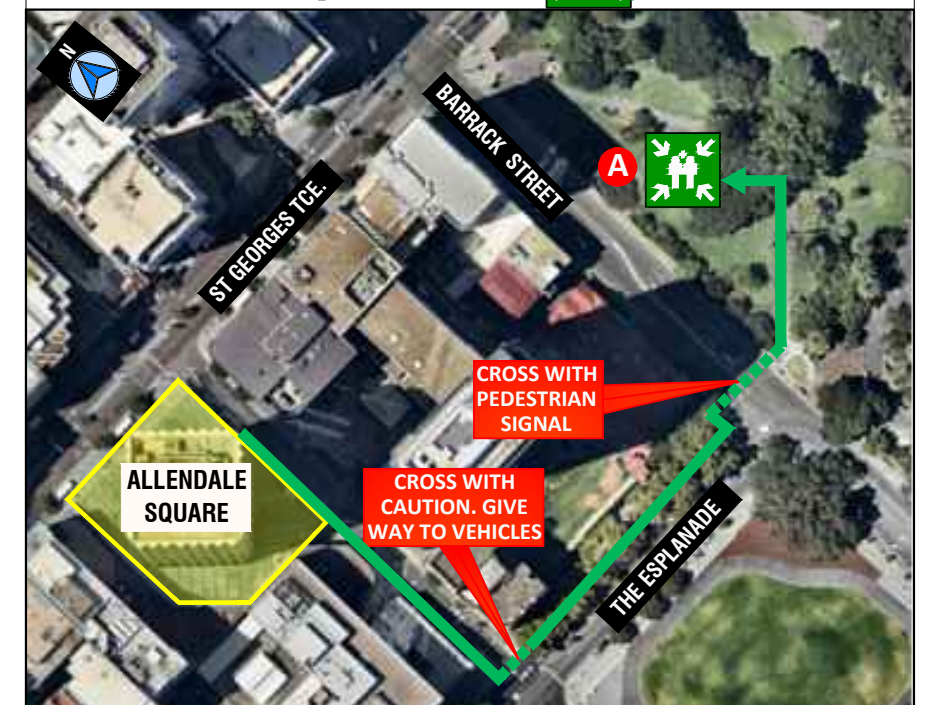 N
BARRACK STREET
A
ST GEORGES TCE.
CROSS WITH
PEDESTRIAN
SIGNAL
ALLENDALE
SQUARE
CROSS WITH
CAUTION. GIVE
WAY TO VEHICLES
THE ESPLANADE